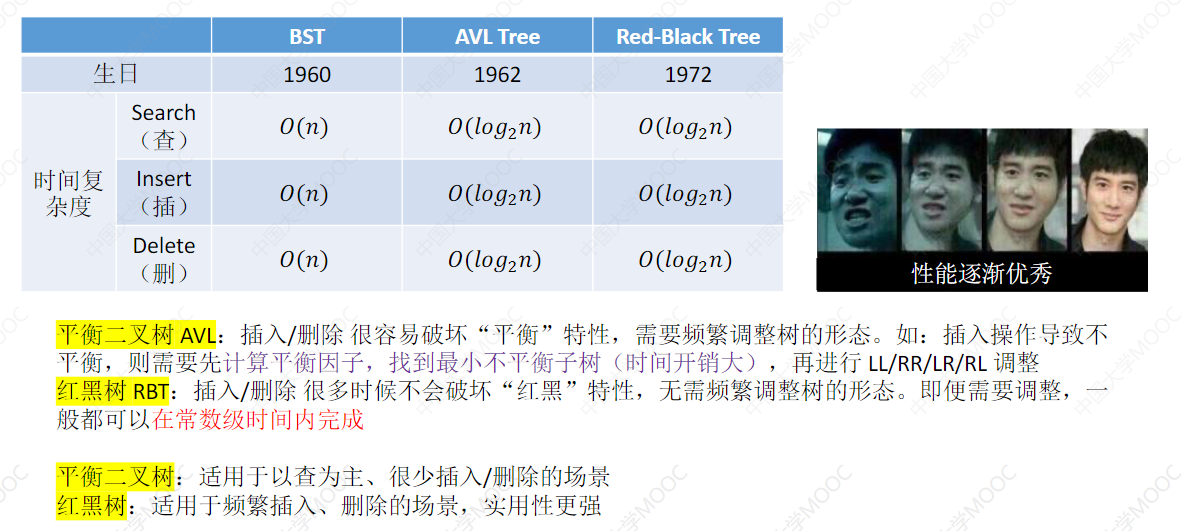 BST AVL Tree Red-Black Tree
生日 1960 1962 1972
时间复
杂度
Search
（查）
O(n) O(log₂n) O(log₂n)
Insert
（插）
O(n) O(log₂n) O(log₂n)
Delete
（删）
O(n) O(log₂n) O(log₂n)
性能逐渐优秀
平衡二叉树 AVL：插入/删除 很容易破坏“平衡”特性，需要频繁调整树的形态。如：插入操作导致不
平衡，则需要先计算平衡因子，找到最小不平衡子树（时间开销大），再进行 LL/RR/LR/RL 调整
红黑树 RBT：插入/删除 很多时候不会破坏“红黑”特性，无需频繁调整树的形态。即便需要调整，一
般都可以在常数级时间内完成
平衡二叉树：适用于以查为主、很少插入/删除的场景
红黑树：适用于频繁插入、删除的场景，实用性更强
中国大学MOOC